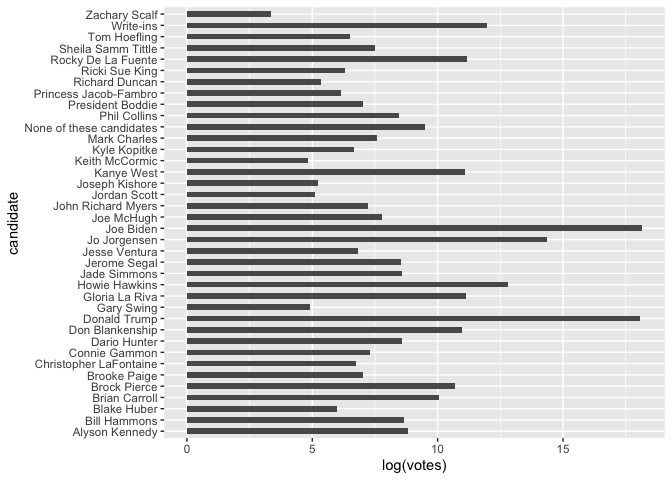 Zachary Scalf
Write-ins
Tom Hoefling
Sheila Samm Tittle
Rocky De La Fuente
Ricki Sue King
Richard Duncan
Princess Jacob-Fambro
President Boddie
Phil Collins
None of these candidates
Mark Charles
Kyle Kopitke
Keith McCormic
Kanye West
Joseph Kishore
Jordan Scott
John Richard Myers
Joe McHugh
Joe Biden
Jo Jorgensen
Jesse Ventura
Jerome Segal
Jade Simmons
Howie Hawkins
Gloria La Riva
Gary Swing
Donald Trump
Don Blankenship
Dario Hunter
Connie Gammon
Christopher LaFontaine
Brooke Paige
Brock Pierce
Brian Carroll
Blake Huber
Bill Hammons
Alyson Kennedy
candidate
0 5 10 15
log(votes)